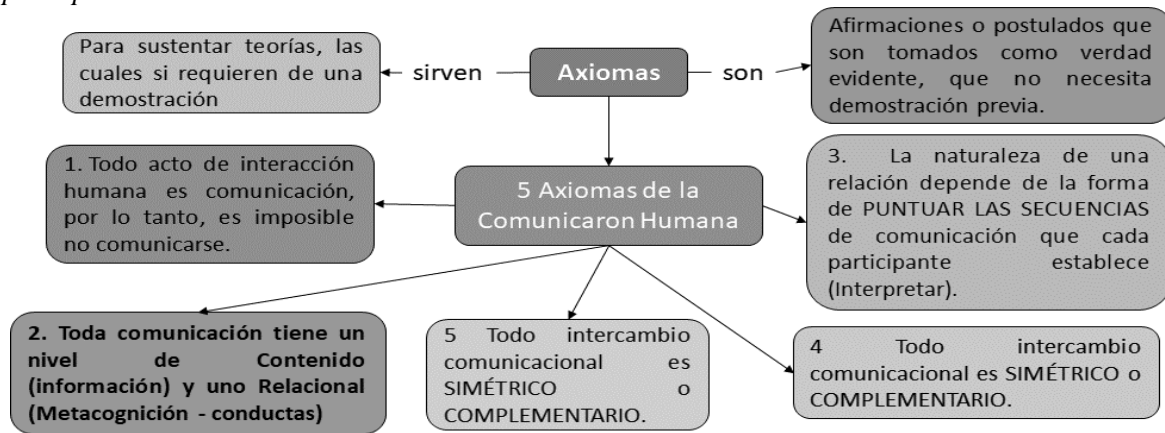 Para sustentar teorías, las
cuales si requieren de una
demostración
sirven
Axiomas
son
Afirmaciones o postulados que
son tomados como verdad
evidente, que no necesita
demostración previa.
1. Todo acto de interacción
humana es comunicación,
por lo tanto, es imposible
no comunicarse.
5 Axiomas de la
Comunicaron Humana
3. La naturaleza de una
relación depende de la forma
de PUNTUAR LAS SECUENCIAS
de comunicación que cada
participante establece
(Interpretar).
2. Toda comunicación tiene un
nivel de Contenido
(información) y uno Relacional
(Metacognición - conductas)
5 Todo intercambio
comunicacional es
SIMÉTRICO o
COMPLEMENTARIO.
4 Todo intercambio
comunicacional es SIMÉTRICO o
COMPLEMENTARIO.